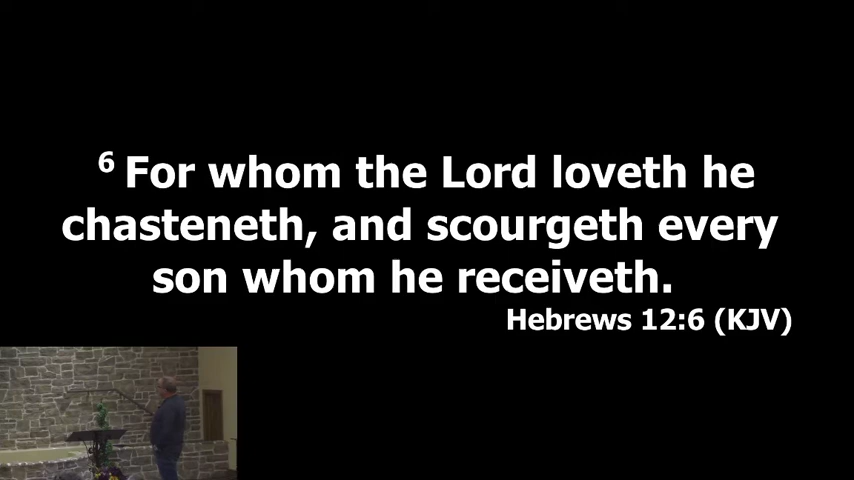 6 For whom the Lord loveth he
chasteneth, and scourgeth every
son whom he receiveth.
Hebrews 12:6 (KJV)